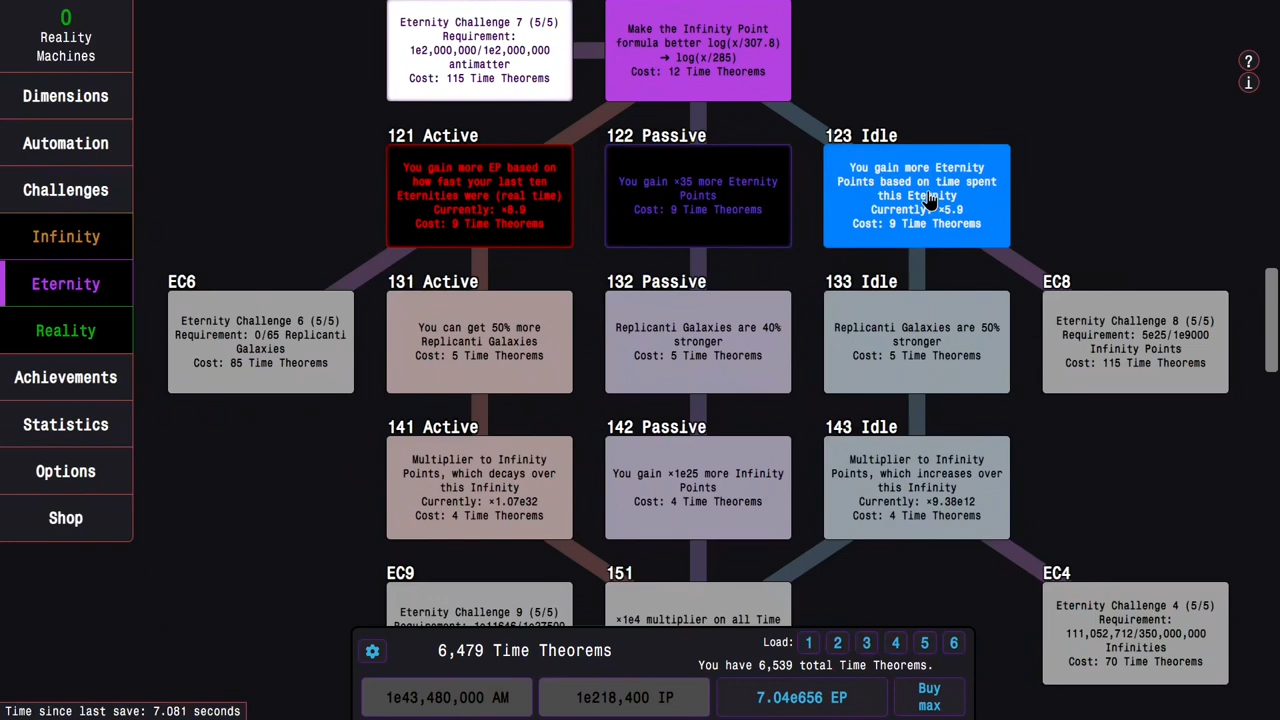 0
Reality
Machines
Dimensions
Automation
Challenges
Infinity
Eternity
Reality
Achievements
Statistics
Options
Shop
Time since last save: 7.081 seconds
Eternity Challenge 7 (5/5)
Requirement:
1e2,000,000/1e2,000,000
antimatter
Cost: 115 Time Theorems
Make the Infinity Point
formula better log(x/307.8)
➜ log(x/285)
Cost: 12 Time Theorems
?
i
121 Active
You gain more EP based on
how fast your last ten
Eternities were (real time)
Currently: ×8.9
Cost: 9 Time Theorems
122 Passive
You gain ×35 more Eternity
Points
Cost: 9 Time Theorems
123 Idle
You gain more Eternity
Points based on time spent
this Eternity
Currently: ×5.9
Cost: 9 Time Theorems
EC6
Eternity Challenge 6 (5/5)
Requirement: 0/65 Replicanti
Galaxies
Cost: 85 Time Theorems
131 Active
You can get 50% more
Replicanti Galaxies
Cost: 5 Time Theorems
132 Passive
Replicanti Galaxies are 40%
stronger
Cost: 5 Time Theorems
133 Idle
Replicanti Galaxies are 50%
stronger
Cost: 5 Time Theorems
EC8
Eternity Challenge 8 (5/5)
Requirement: 5e25/1e9000
Infinity Points
Cost: 115 Time Theorems
141 Active
Multiplier to Infinity
Points, which decays over
this Infinity
Currently: ×1.07e32
Cost: 4 Time Theorems
142 Passive
You gain ×1e25 more Infinity
Points
Cost: 4 Time Theorems
143 Idle
Multiplier to Infinity
Points, which increases over
this Infinity
Currently: ×9.38e12
Cost: 4 Time Theorems
EC9
Eternity Challenge 9 (5/5)
151
×1e4 multiplier on all Time
EC4
Eternity Challenge 4 (5/5)
Requirement:
111,052,712/350,000,000
Infinities
Cost: 70 Time Theorems
6,479 Time Theorems
Load: 1 2 3 4 5 6
You have 6,539 total Time Theorems.
1e43,480,000 AM
1e218,400 IP
7.04e656 EP
Buy
max